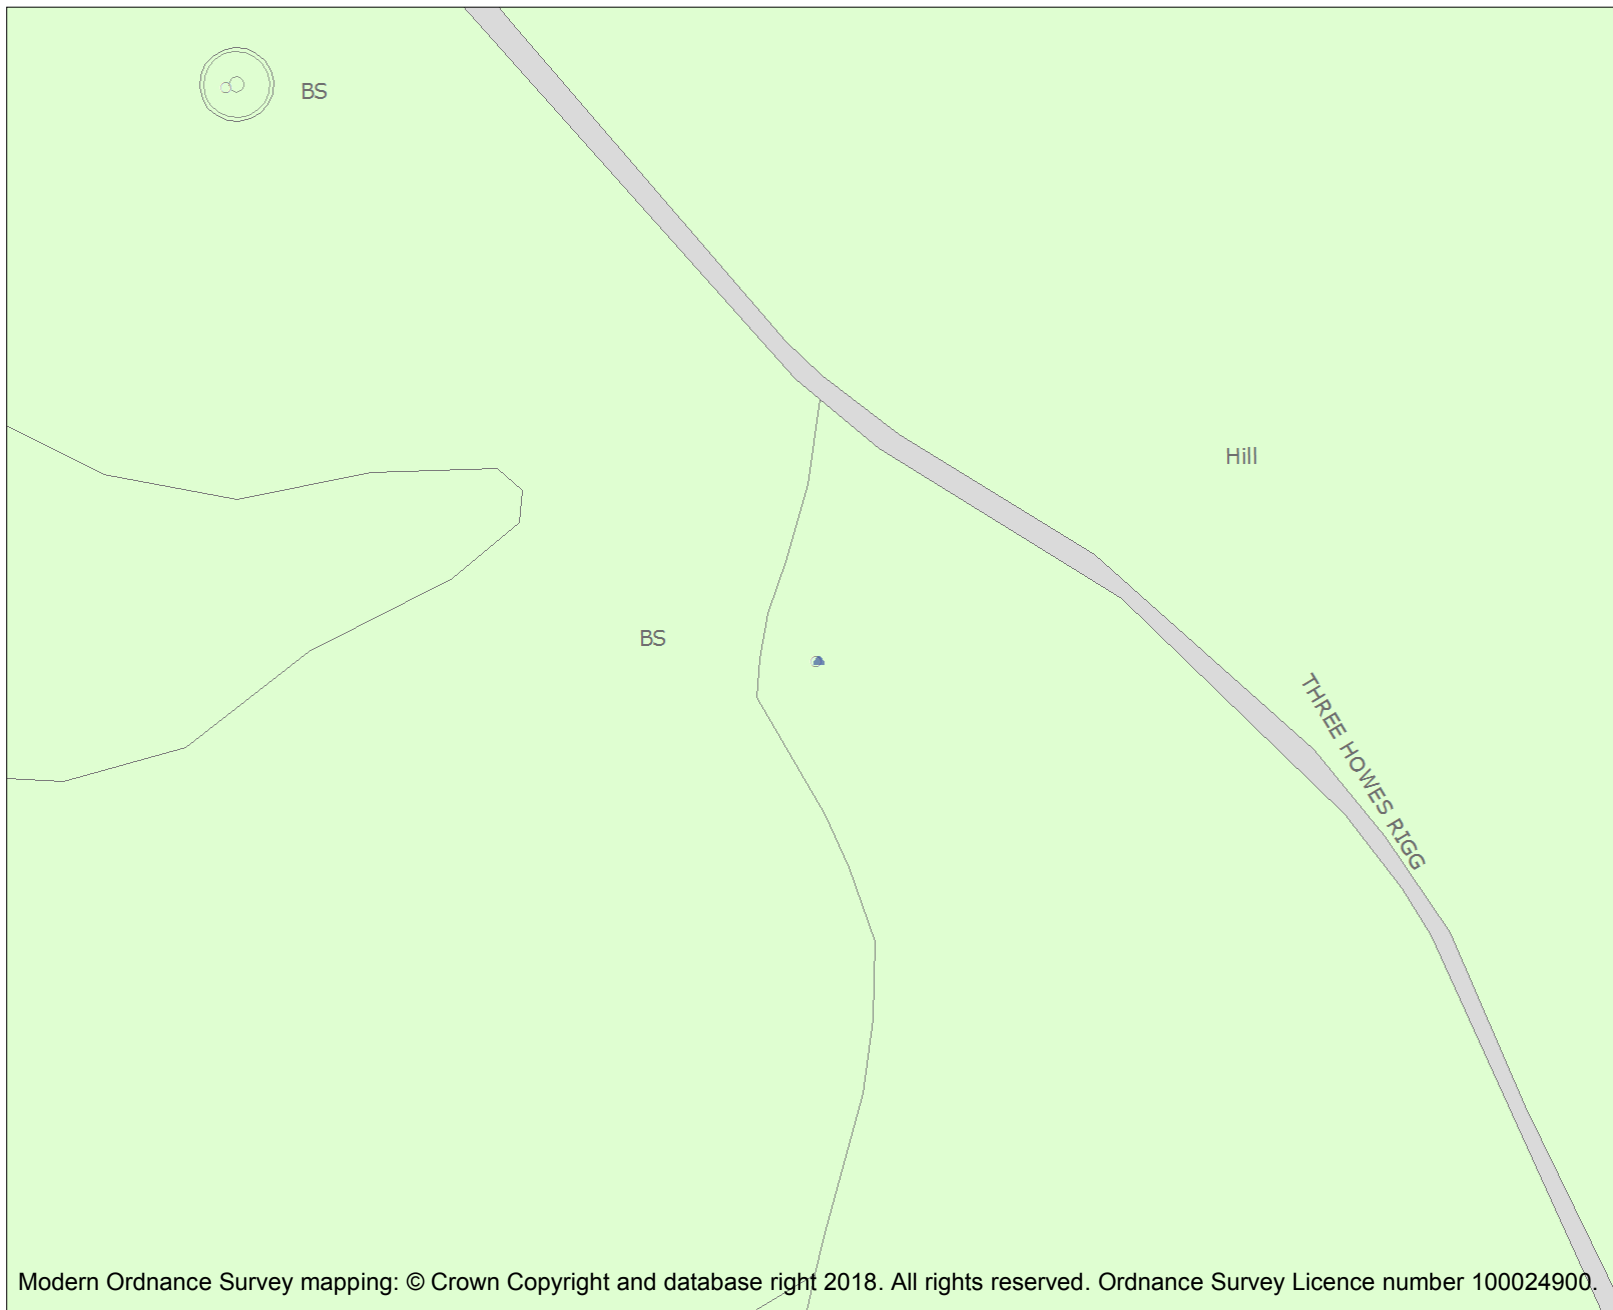 BS
Hill
BS
THREE HOWES RIGG
Modern Ordnance Survey mapping: © Crown Copyright and database right 2018. All rights reserved. Ordnance Survey Licence number 100024900.